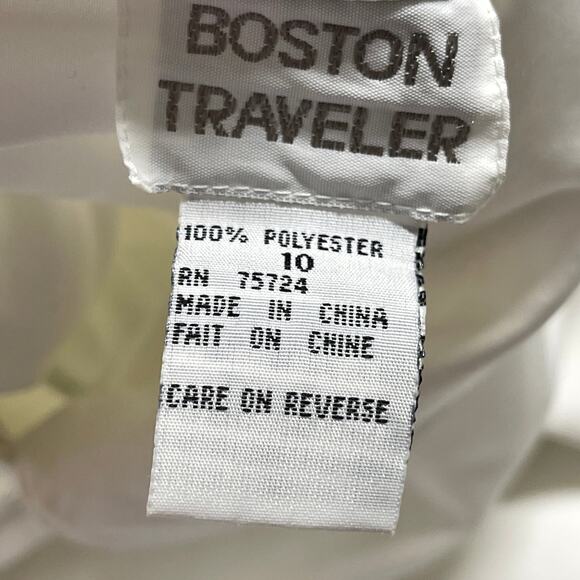 BOSTON
TRAVELER
100% POLYESTER
10
RN 75724
MADE IN CHINA
FAIT ON CHINE
CARE ON REVERSE